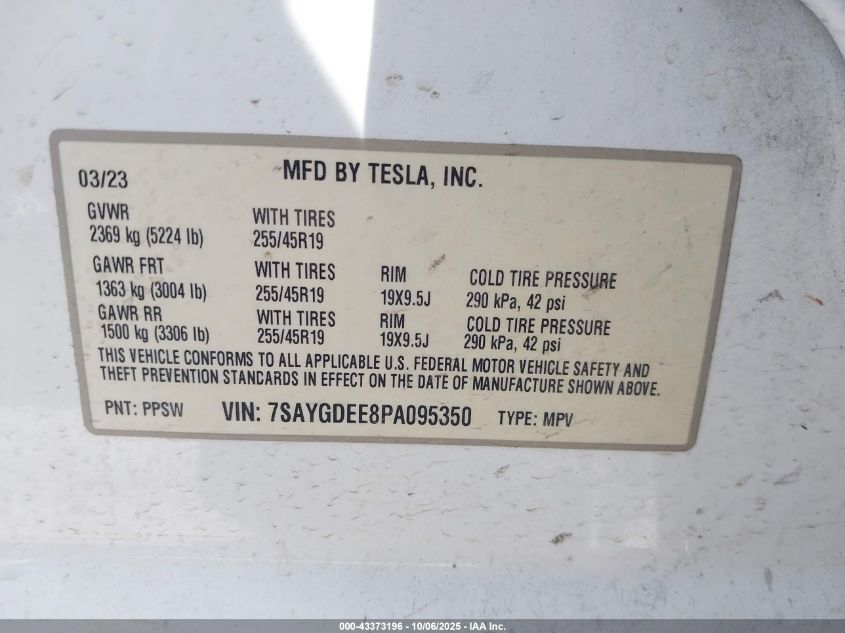 03/23 MFD BY TESLA, INC.
GVWR WITH TIRES
2369 kg (5224 lb) 255/45R19
GAWR FRT WITH TIRES RIM COLD TIRE PRESSURE
1363 kg (3004 lb) 255/45R19 19X9.5J 290 kPa, 42 psi
GAWR RR WITH TIRES RIM COLD TIRE PRESSURE
1500 kg (3306 lb) 255/45R19 19X9.5J 290 kPa, 42 psi
THIS VEHICLE CONFORMS TO ALL APPLICABLE U.S. FEDERAL MOTOR VEHICLE SAFETY AND
THEFT PREVENTION STANDARDS IN EFFECT ON THE DATE OF MANUFACTURE SHOWN ABOVE.
PNT: PPSW VIN: 7SAYGDEE8PA095350 TYPE: MPV
000-43373196 - 10/06/2025 - IAA Inc.